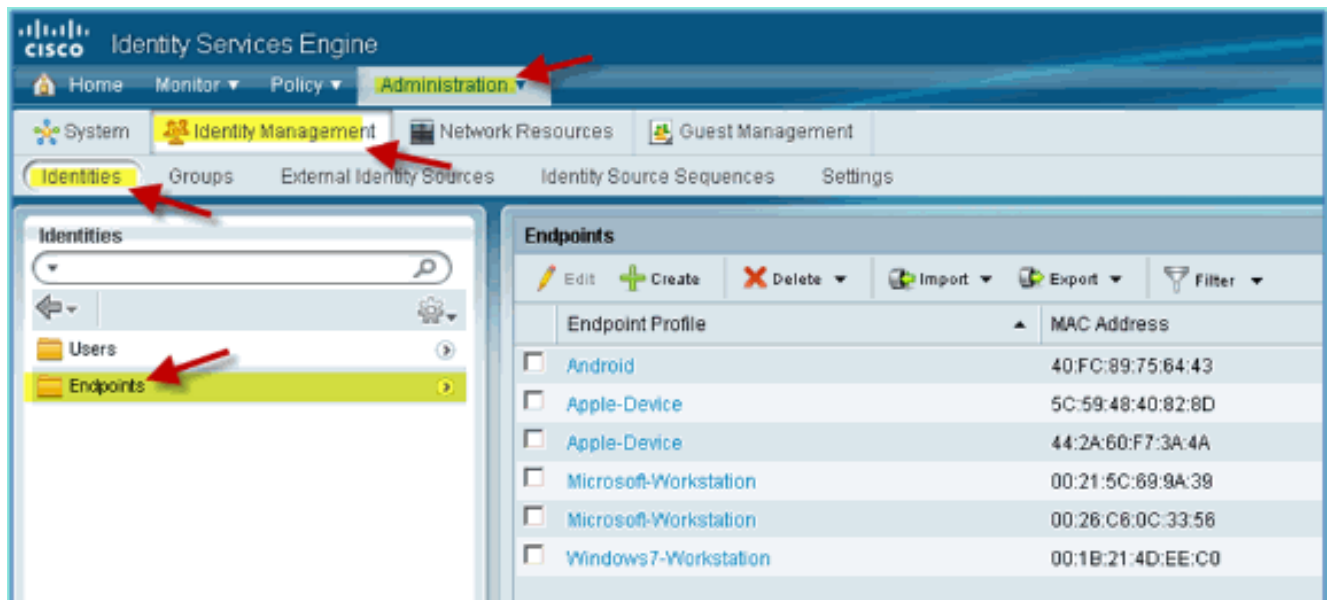 CISCO Identity Services Engine
Home Monitor Policy Administration
System Identity Management Network Resources Guest Management
Identities Groups External Identity Sources Identity Source Sequences Settings
Identities
Users
Endpoints
Endpoints
Edit Create Delete Import Export Filter
Endpoint Profile MAC Address
Android 40:FC:89:75:64:43
Apple-Device 5C:59:48:40:82:8D
Apple-Device 44:2A:60:F7:3A:4A
Microsoft-Workstation 00:21:5C:69:9A:39
Microsoft-Workstation 00:26:C6:0C:33:56
Windows7-Workstation 00:1B:21:4D:EE:C0